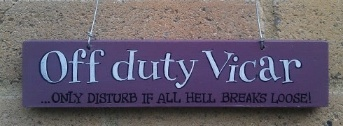 Off duty Vicar
...ONLY DISTURB IF ALL HELL BREAKS LOOSE!